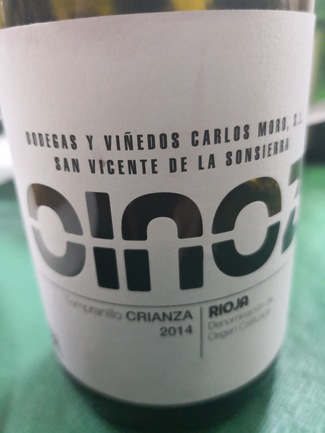 BODEGAS Y VIÑEDOS CARLOS MORO, S.L.
SAN VICENTE DE LA SONSIERRA
OINOZ
Tempranillo CRIANZA
2014
RIOJA
Denominación de
Origen Calificada